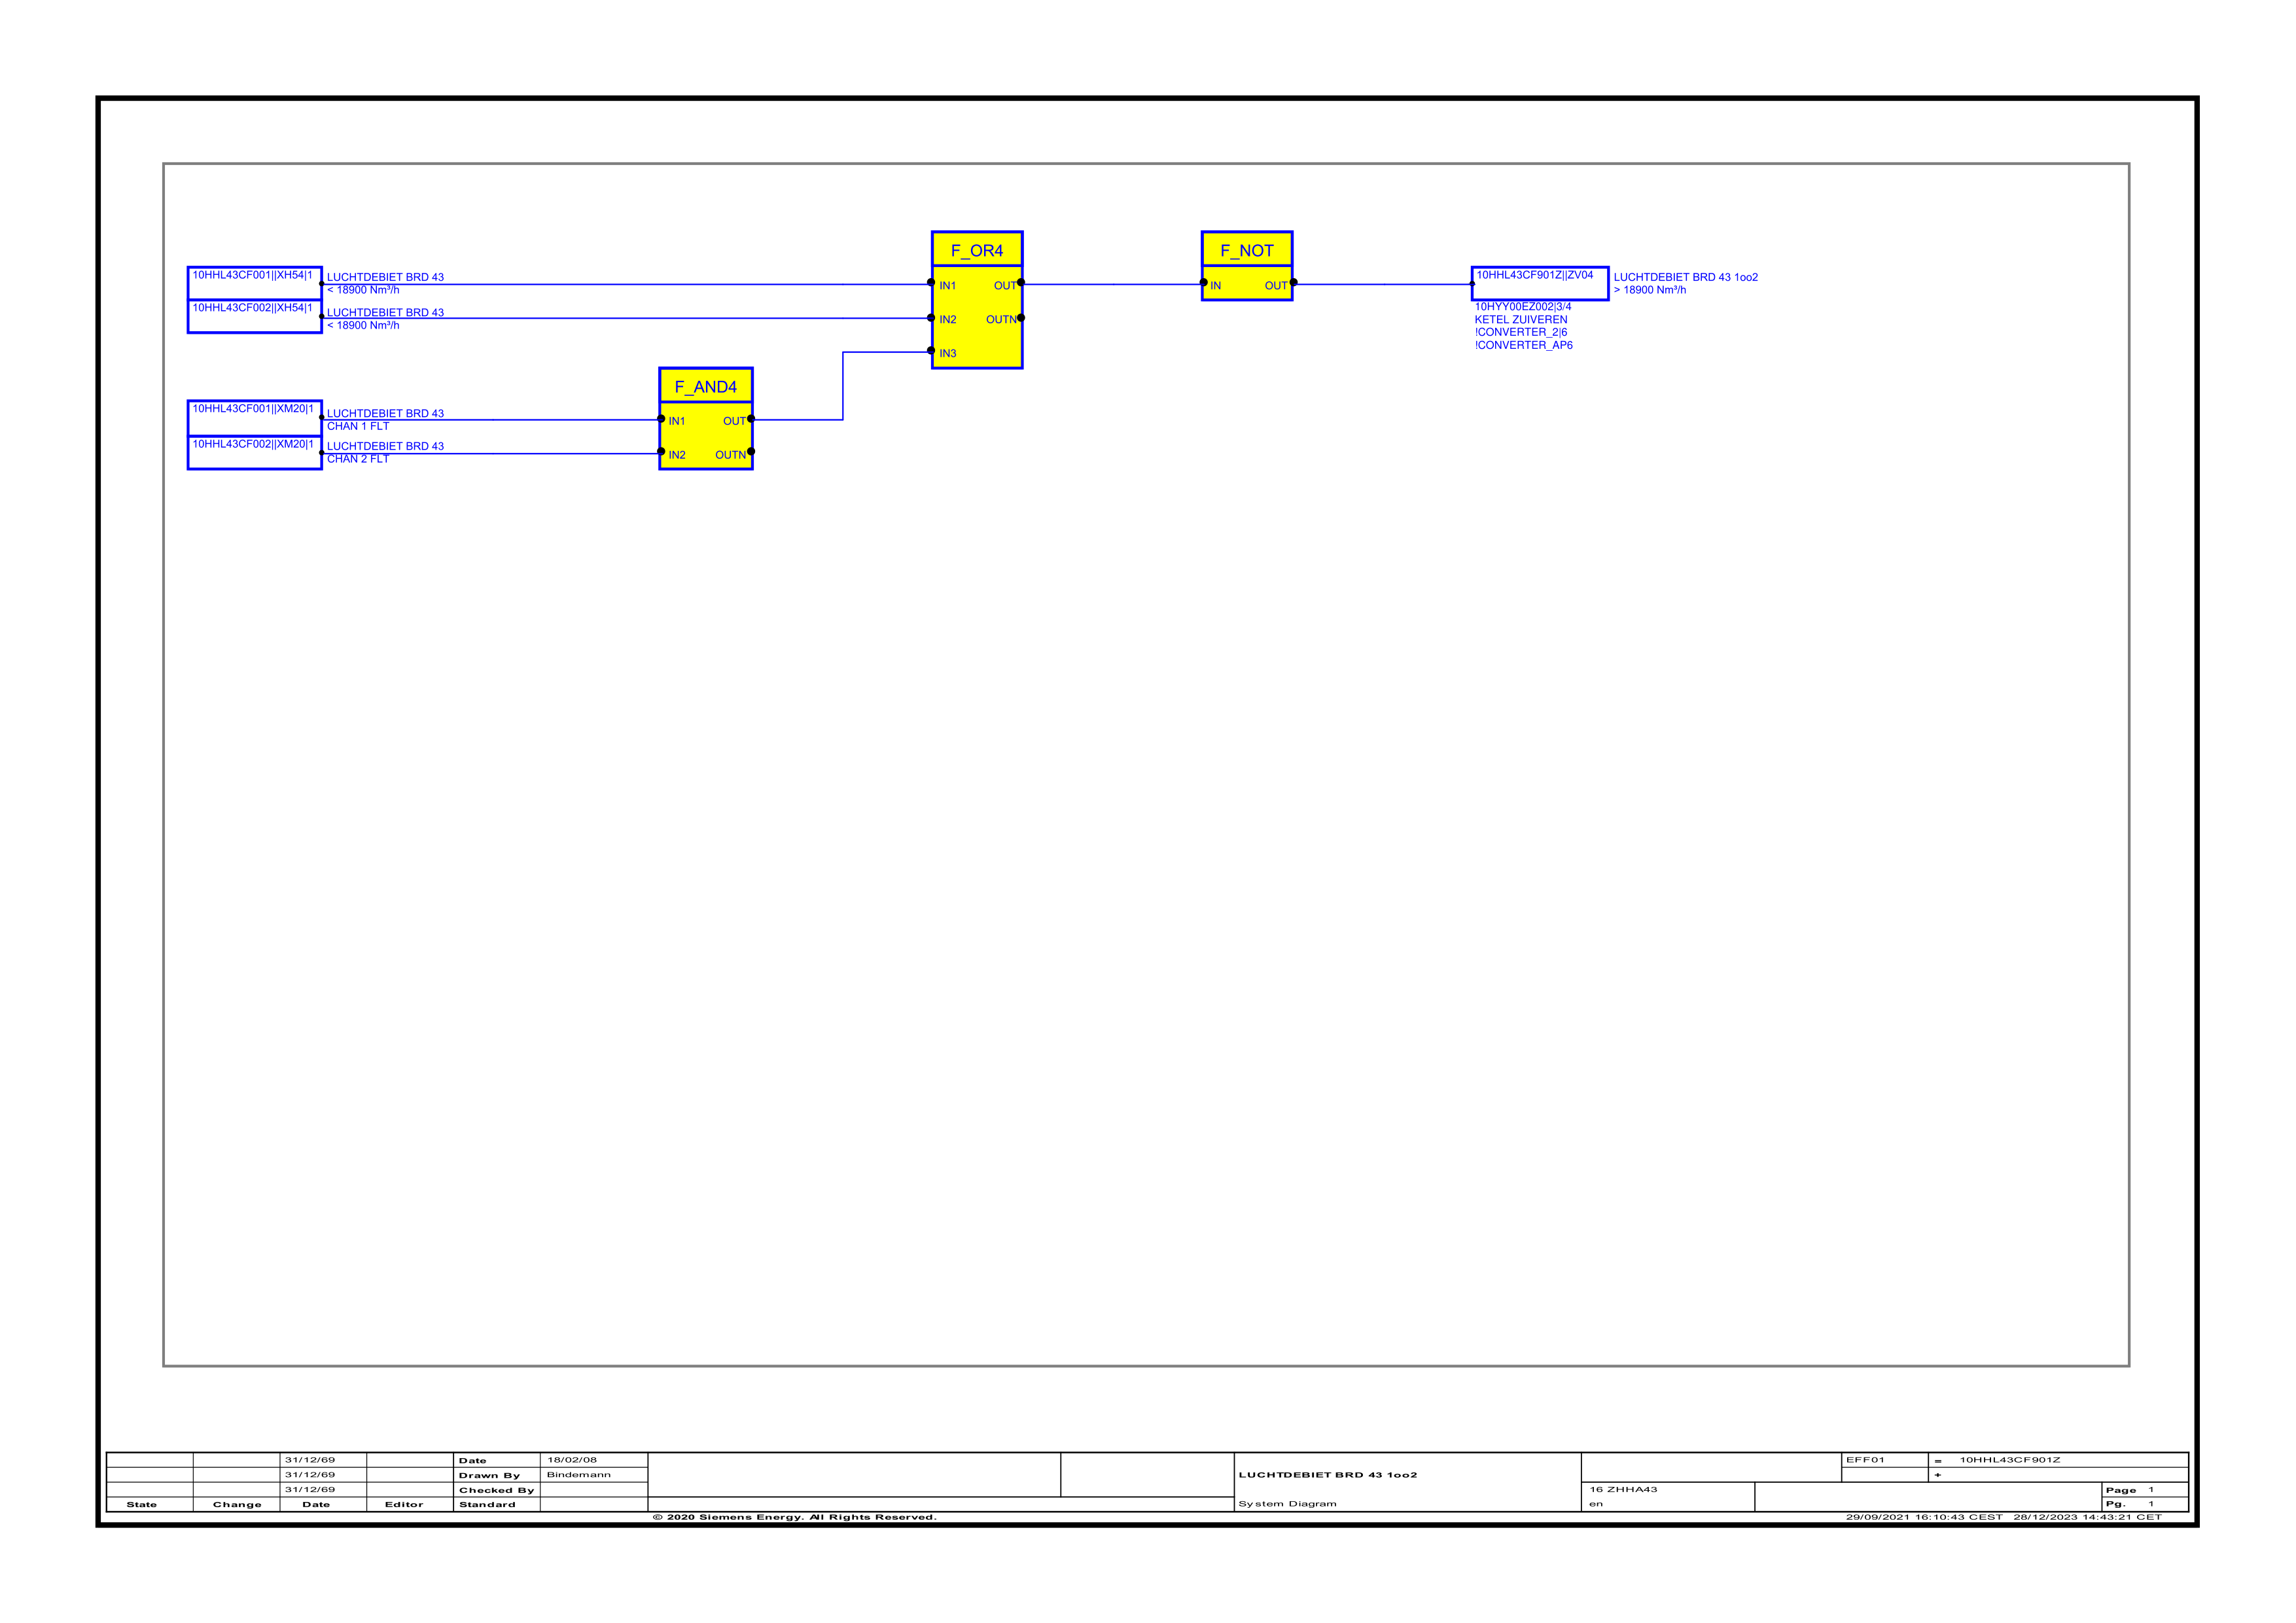 F_OR4
F_NOT
10HHL43CF001||XH54|1
LUCHTDEBIET BRD 43
< 18900 Nm³/h
IN1
OUT
IN
OUT
10HHL43CF901Z||ZV04
LUCHTDEBIET BRD 43 1oo2
> 18900 Nm³/h
10HHL43CF002||XH54|1
LUCHTDEBIET BRD 43
< 18900 Nm³/h
IN2
OUTN
10HYY00EZ002|3/4
KETEL ZUIVEREN
!CONVERTER_2|6
!CONVERTER_AP6
IN3
F_AND4
10HHL43CF001||XM20|1
LUCHTDEBIET BRD 43
CHAN 1 FLT
IN1
OUT
10HHL43CF002||XM20|1
LUCHTDEBIET BRD 43
CHAN 2 FLT
IN2
OUTN
31/12/69 Date 18/02/08 EFF01 = 10HHL43CF901Z
31/12/69 Drawn By Bindemann LUCHTDEBIET BRD 43 1oo2 +
31/12/69 Checked By 16 ZHHA43 Page 1
State Change Date Editor Standard System Diagram en Pg. 1
© 2020 Siemens Energy. All Rights Reserved. 29/09/2021 16:10:43 CEST 28/12/2023 14:43:21 CET